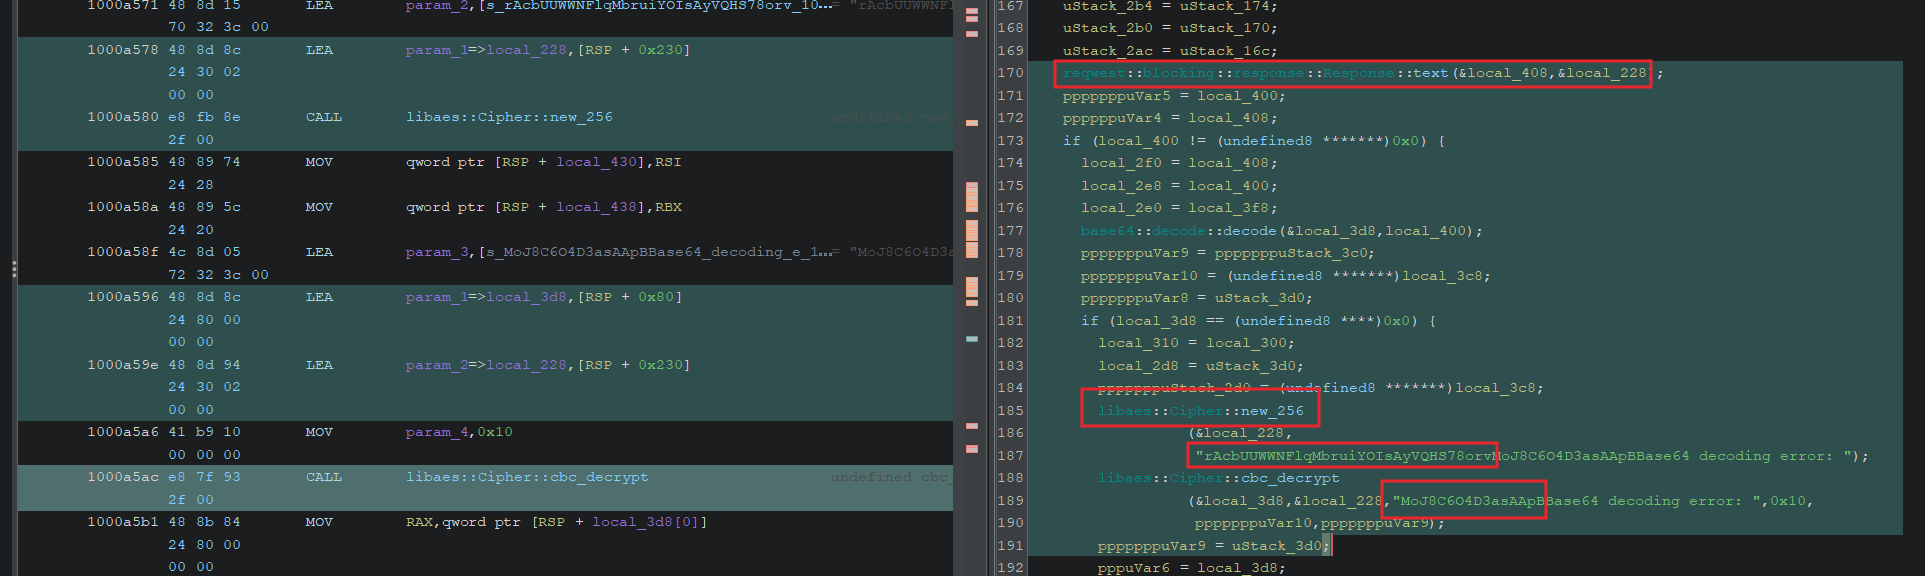 1000a571 48 8d 15 LEA param_2,[s_rAcbUUWWNFlqMbruiYOIsAyVQHS78orv_10...= "rAcbUUWWNF
70 32 3c 00
1000a578 48 8d 8c LEA param_1=>local_228,[RSP + 0x230]
24 30 02
00 00
1000a580 e8 fb 8e CALL libaes::Cipher::new_256 undefined new_
2f 00
1000a585 48 89 74 MOV qword ptr [RSP + local_430],RSI
24 28
1000a58a 48 89 5c MOV qword ptr [RSP + local_438],RBX
24 20
1000a58f 4c 8d 05 LEA param_3,[s_MoJ8C6O4D3asAApBBase64_decoding_e_1...= "MoJ8C6O4D3a
72 32 3c 00
1000a596 48 8d 8c LEA param_1=>local_3d8,[RSP + 0x80]
24 80 00
00 00
1000a59e 48 8d 94 LEA param_2=>local_228,[RSP + 0x230]
24 30 02
00 00
1000a5a6 41 b9 10 MOV param_4,0x10
00 00 00
1000a5ac e8 7f 93 CALL libaes::Cipher::cbc_decrypt undefined cbc_
2f 00
1000a5b1 48 8b 84 MOV RAX,qword ptr [RSP + local_3d8[0]]
24 80 00
00 00
167 uStack_2b4 = uStack_174;
168 uStack_2b0 = uStack_170;
169 uStack_2ac = uStack_16c;
170 reqwest::blocking::response::Response::text(&local_408,&local_228);
171 pppppppuVar5 = local_400;
172 ppppppuVar4 = local_408;
173 if (local_400 != (undefined8 *******)0x0) {
174 local_2f0 = local_408;
175 local_2e8 = local_400;
176 local_2e0 = local_3f8;
177 base64::decode::decode(&local_3d8,local_400);
178 pppppppuVar9 = pppppppuStack_3c0;
179 pppppppuVar10 = (undefined8 *******)local_3c8;
180 pppppppuVar8 = uStack_3d0;
181 if (local_3d8 == (undefined8 ****)0x0) {
182 local_310 = local_300;
183 local_2d8 = uStack_3d0;
184 pppppppuStack_2d0 = (undefined8 *******)local_3c8;
185 libaes::Cipher::new_256
186 (&local_228,
187 "rAcbUUWWNFlqMbruiYOIsAyVQHS78orvMoJ8C6O4D3asAApBBase64 decoding error: ");
188 libaes::Cipher::cbc_decrypt
189 (&local_3d8,&local_228,"MoJ8C6O4D3asAApBBase64 decoding error: ",0x10,
190 pppppppuVar10,pppppppuVar9);
191 pppppppuVar9 = uStack_3d0;
192 pppuVar6 = local_3d8;